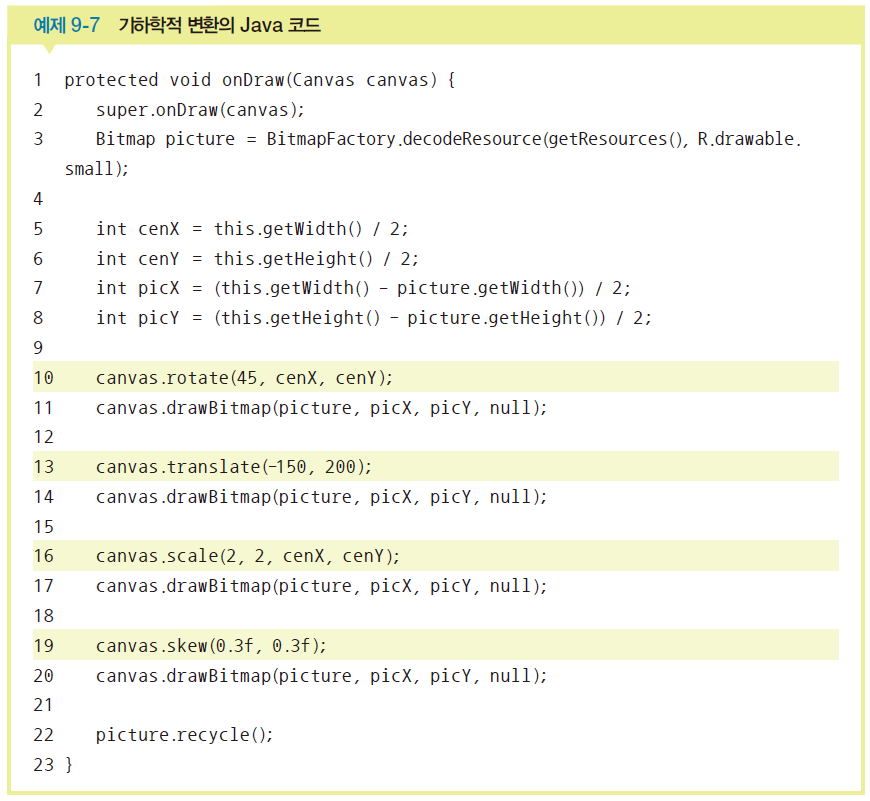 예제 9-7 기하학적 변환의 Java 코드
1 protected void onDraw(Canvas canvas) {
2 super.onDraw(canvas);
3 Bitmap picture = BitmapFactory.decodeResource(getResources(), R.drawable.
small);
4
5 int cenX = this.getWidth() / 2;
6 int cenY = this.getHeight() / 2;
7 int picX = (this.getWidth() - picture.getWidth()) / 2;
8 int picY = (this.getHeight() - picture.getHeight()) / 2;
9
10 canvas.rotate(45, cenX, cenY);
11 canvas.drawBitmap(picture, picX, picY, null);
12
13 canvas.translate(-150, 200);
14 canvas.drawBitmap(picture, picX, picY, null);
15
16 canvas.scale(2, 2, cenX, cenY);
17 canvas.drawBitmap(picture, picX, picY, null);
18
19 canvas.skew(0.3f, 0.3f);
20 canvas.drawBitmap(picture, picX, picY, null);
21
22 picture.recycle();
23 }